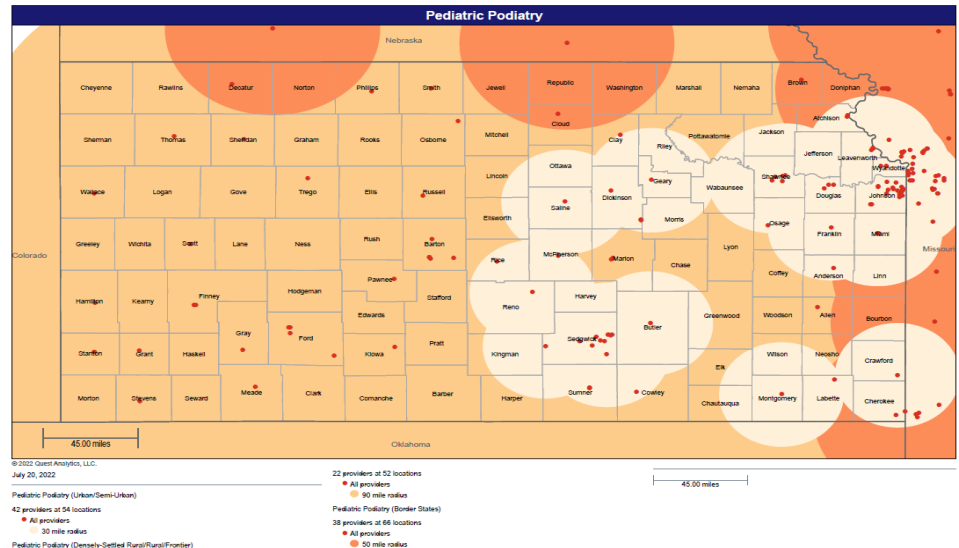 Pediatric Podiatry
Nebraska
Cheyenne Rawlins Decatur Norton Phillips Smith Jewell Republic Washington Marshall Nemaha Brown Doniphan
Sherman Thomas Sheridan Graham Rooks Osborne Mitchell Cloud Clay Riley Pottawatomie Jackson Atchison
Jefferson Leavenworth
Wyandotte
Wallace Logan Gove Trego Ellis Russell Lincoln Ottawa Saline Dickinson Geary Wabaunsee Shawnee Douglas Johnson
Ellsworth Morris Osage
Greeley Wichita Scott Lane Ness Rush Barton Rice McPherson Marion Chase Lyon Franklin Miami
Colorado Missouri
Hamilton Kearny Finney Hodgeman Pawnee Stafford Reno Harvey Coffey Anderson Linn
Gray Ford Edwards Butler Greenwood Woodson Allen Bourbon
Stanton Grant Haskell Kiowa Pratt Kingman Sedgwick Elk Wilson Neosho Crawford
Morton Stevens Seward Meade Clark Comanche Barber Harper Sumner Cowley Chautauqua Montgomery Labette Cherokee
45.00 miles
Oklahoma
© 2022 Quest Analytics, LLC.
July 20, 2022
Pediatric Podiatry (Urban/Semi-Urban)
42 providers at 54 locations
All providers
30 mile radius
Pediatric Podiatry (Densely-Settled Rural/Rural/Frontier)
22 providers at 52 locations
All providers
90 mile radius
Pediatric Podiatry (Border States)
38 providers at 66 locations
All providers
50 mile radius
45.00 miles